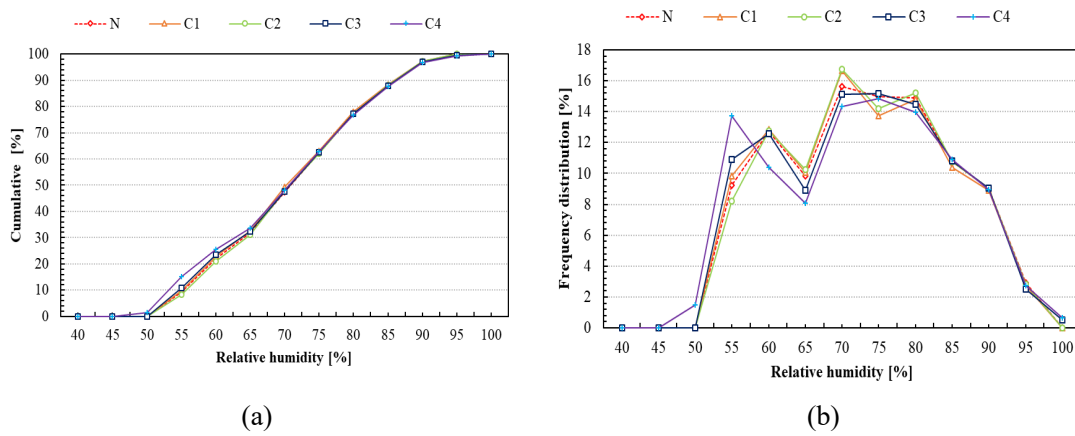 N C1 C2 C3 C4
100
90
80
70
60
50
40
30
20
10
0
Cumulative [%]
40 45 50 55 60 65 70 75 80 85 90 95 100
Relative humidity [%]
(a)
N C1 C2 C3 C4
18
16
14
12
10
8
6
4
2
0
Frequency distribution [%]
40 45 50 55 60 65 70 75 80 85 90 95 100
Relative humidity [%]
(b)